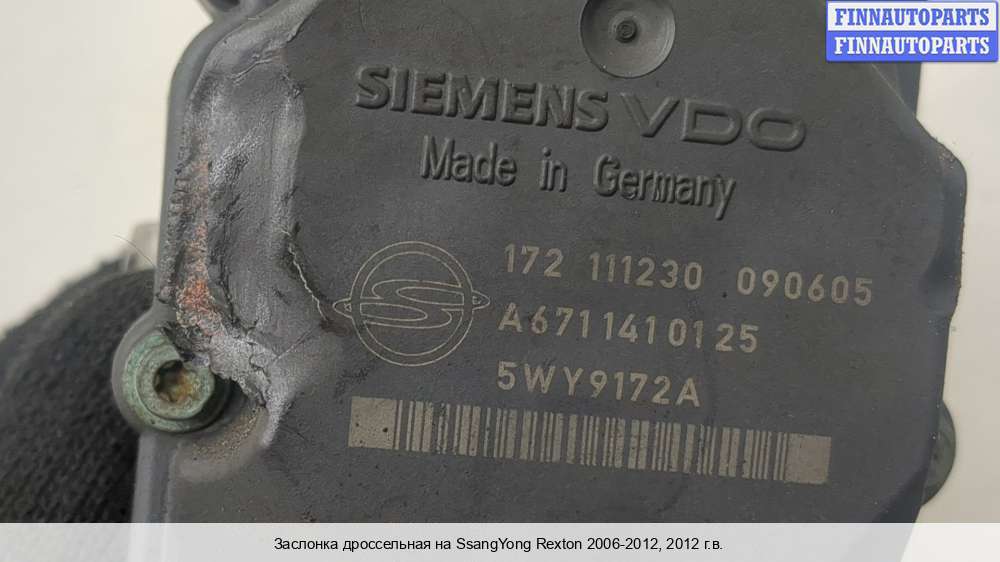 FINNAUTOPARTS
FINNAUTOPARTS
SIEMENS VDO
Made in Germany
172 111230 090605
A6711410125
5WY9172A
Заслонка дроссельная на SsangYong Rexton 2006-2012, 2012 г.в.